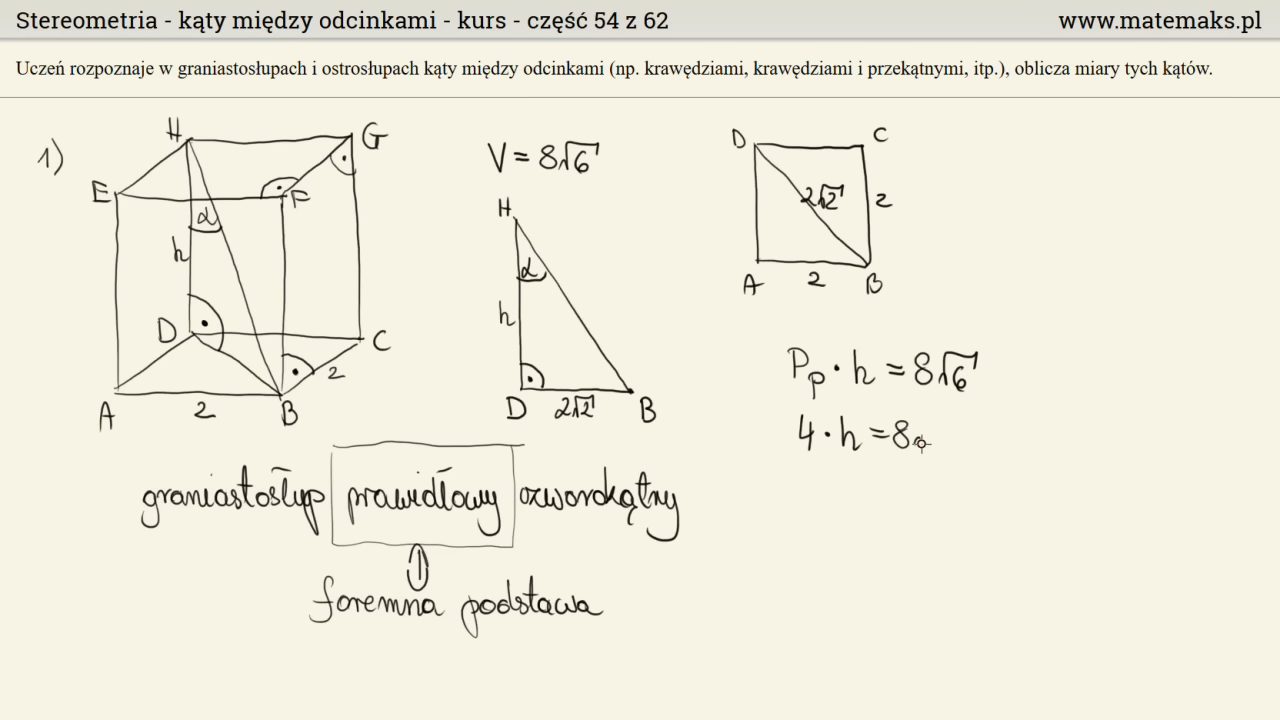 Stereometria - kąty między odcinkami - kurs - część 54 z 62
www.matemaks.pl
Uczeń rozpoznaje w graniastosłupach i ostrosłupach kąty między odcinkami (np. krawędziami, krawędziami i przekątnymi, itp.), oblicza miary tych kątów.
1)
H
G
E
F
α
h
D
C
2
A
2
B
V = 8√6
H
α
h
D
2√2
B
D
C
2√2
2
A
2
B
Pp · h = 8√6
4 · h = 8
graniastosłup prawidłowy czworokątny
foremna podstawa